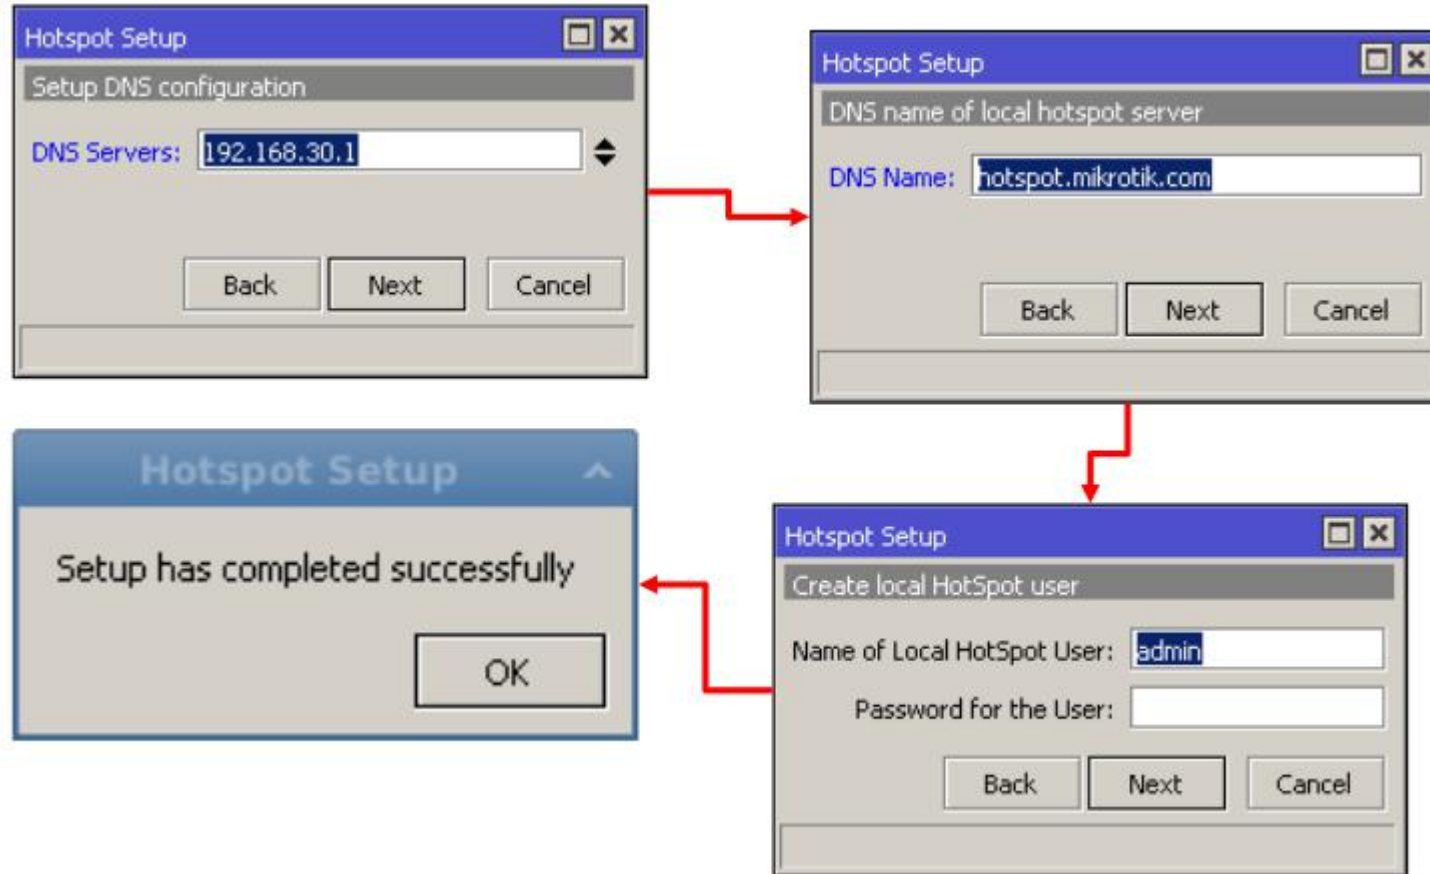 Hotspot Setup
Setup DNS configuration
DNS Servers: 192.168.30.1
Back Next Cancel
Hotspot Setup
DNS name of local hotspot server
DNS Name: hotspot.mikrotik.com
Back Next Cancel
Hotspot Setup
Create local HotSpot user
Name of Local HotSpot User: admin
Password for the User:
Back Next Cancel
Hotspot Setup
Setup has completed successfully
OK